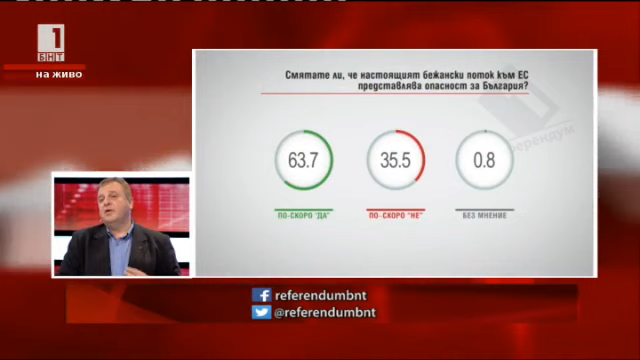 1
БНТ
на живо
Смятате ли, че настоящият бежански поток към ЕС
представлява опасност за България?
63.7
35.5
0.8
ПО-СКОРО "ДА"
ПО-СКОРО "НЕ"
БЕЗ МНЕНИЕ
referendumbnt
@referendumbnt